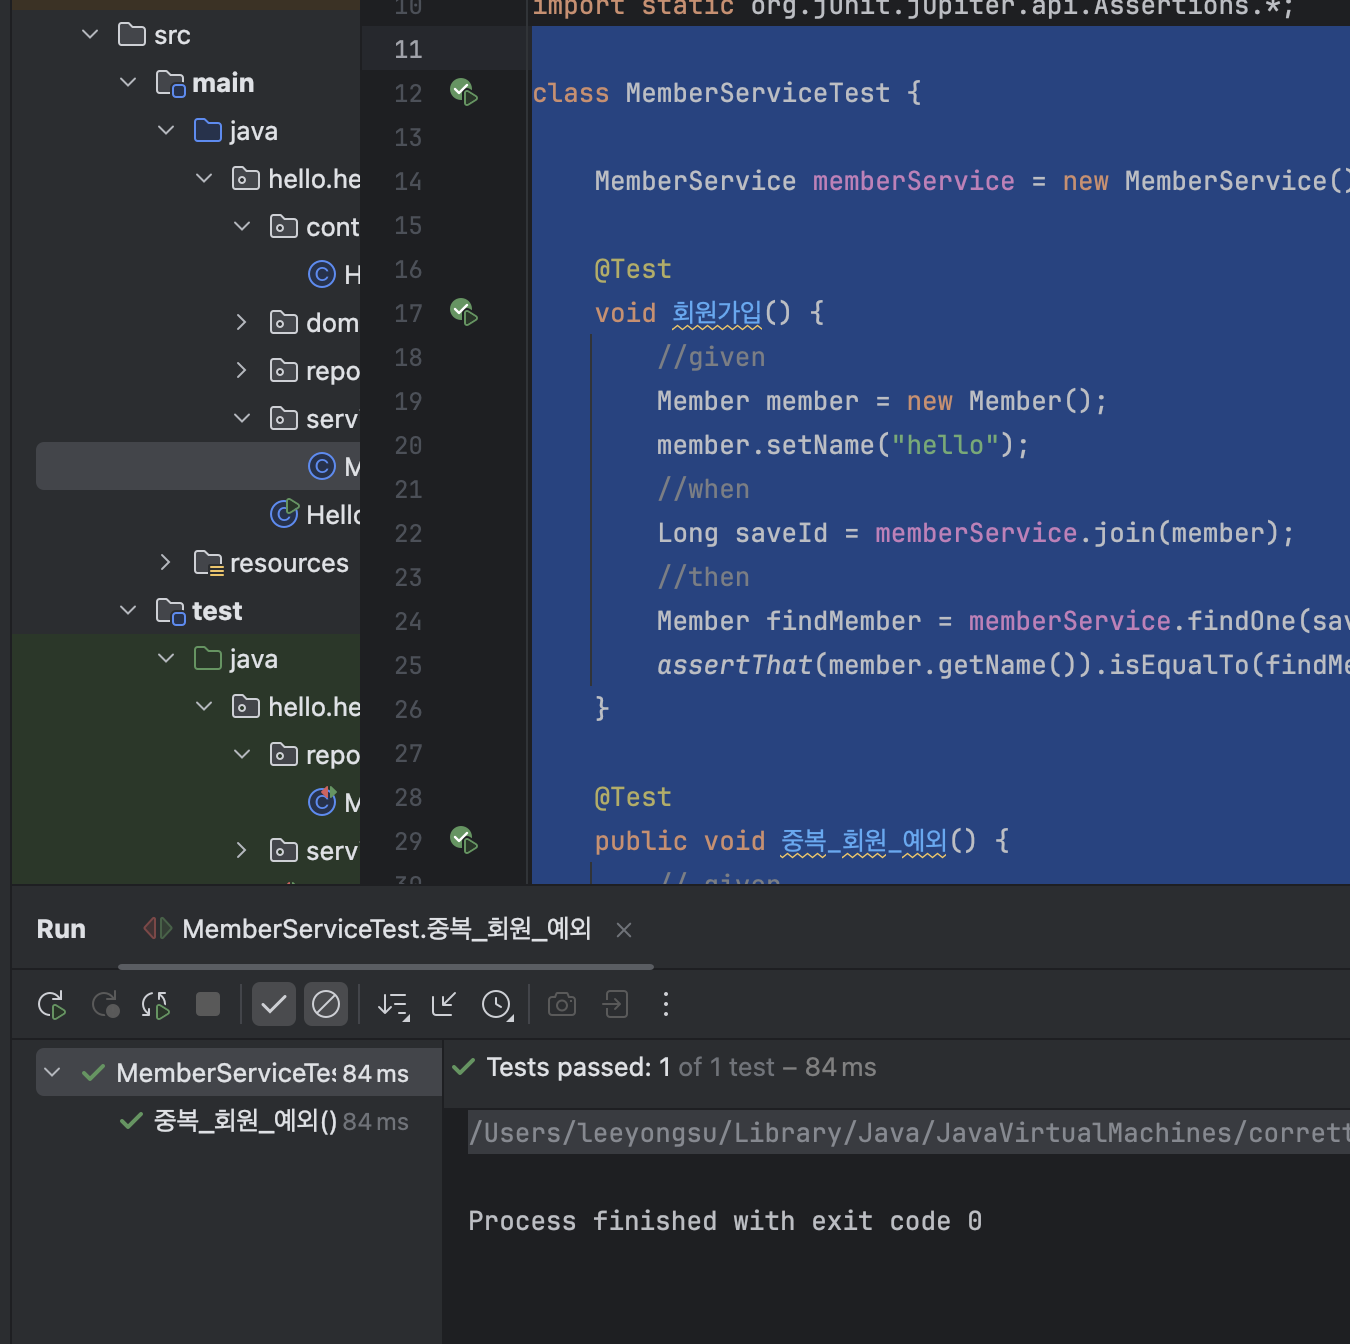 src
main
java
hello.he
cont
H
dom
repo
serv
M
Hello
resources
test
java
hello.he
repo
M
serv
10 import static org.junit.jupiter.api.Assertions.*;
11
12 class MemberServiceTest {
13
14 MemberService memberService = new MemberService()
15
16 @Test
17 void 회원가입() {
18 //given
19 Member member = new Member();
20 member.setName("hello");
21 //when
22 Long saveId = memberService.join(member);
23 //then
24 Member findMember = memberService.findOne(sav
25 assertThat(member.getName()).isEqualTo(findMe
26 }
27
28 @Test
29 public void 중복_회원_예외() {
30 // given
Run MemberServiceTest.중복_회원_예외
MemberServiceTes 84 ms
중복_회원_예외() 84 ms
Tests passed: 1 of 1 test – 84 ms
/Users/leeyongsu/Library/Java/JavaVirtualMachines/corrett
Process finished with exit code 0